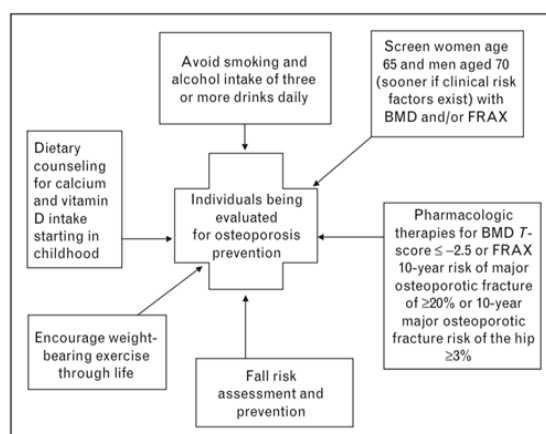 Avoid smoking and
alcohol intake of three
or more drinks daily
Screen women age
65 and men aged 70
(sooner if clinical risk
factors exist) with
BMD and/or FRAX
Dietary
counseling
for calcium
and vitamin
D intake
starting in
childhood
Individuals being
evaluated
for osteoporosis
prevention
Pharmacologic
therapies for BMD T-
score ≤ −2.5 or FRAX
10-year risk of major
osteoporotic fracture
of ≥20% or 10-year
major osteoporotic
fracture risk of the hip
≥3%
Encourage weight-
bearing exercise
through life
Fall risk
assessment and
prevention